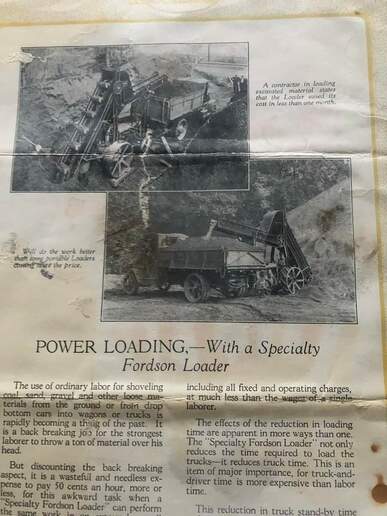 A contractor in loading
excavated material states
that the Loader saved its
cost in less than one month.
Will do the work better
than some portable Loaders
costing twice the price.
POWER LOADING,—With a Specialty
Fordson Loader
The use of ordinary labor for shoveling
coal, sand, gravel and other loose ma-
terials from the ground or from drop
bottom cars into wagons or trucks is
rapidly becoming a thing of the past. It
is a back breaking job for the strongest
laborer to throw a ton of material over his
head.
But discounting the back breaking
aspect, it is a wasteful and needless ex-
pense to pay 50 cents an hour, more or
less, for this awkward task when a
"Specialty Fordson Loader" can perform
the same work in
including all fixed and operating charges,
at much less than the wages of a single
laborer.
The effects of the reduction in loading
time are apparent in more ways than one.
The "Specialty Fordson Loader" not only
reduces the time required to load the
trucks—it reduces truck time. This is an
item of major importance, for truck-and-
driver time is more expensive than labor
time.
This reduction in truck stand-by time